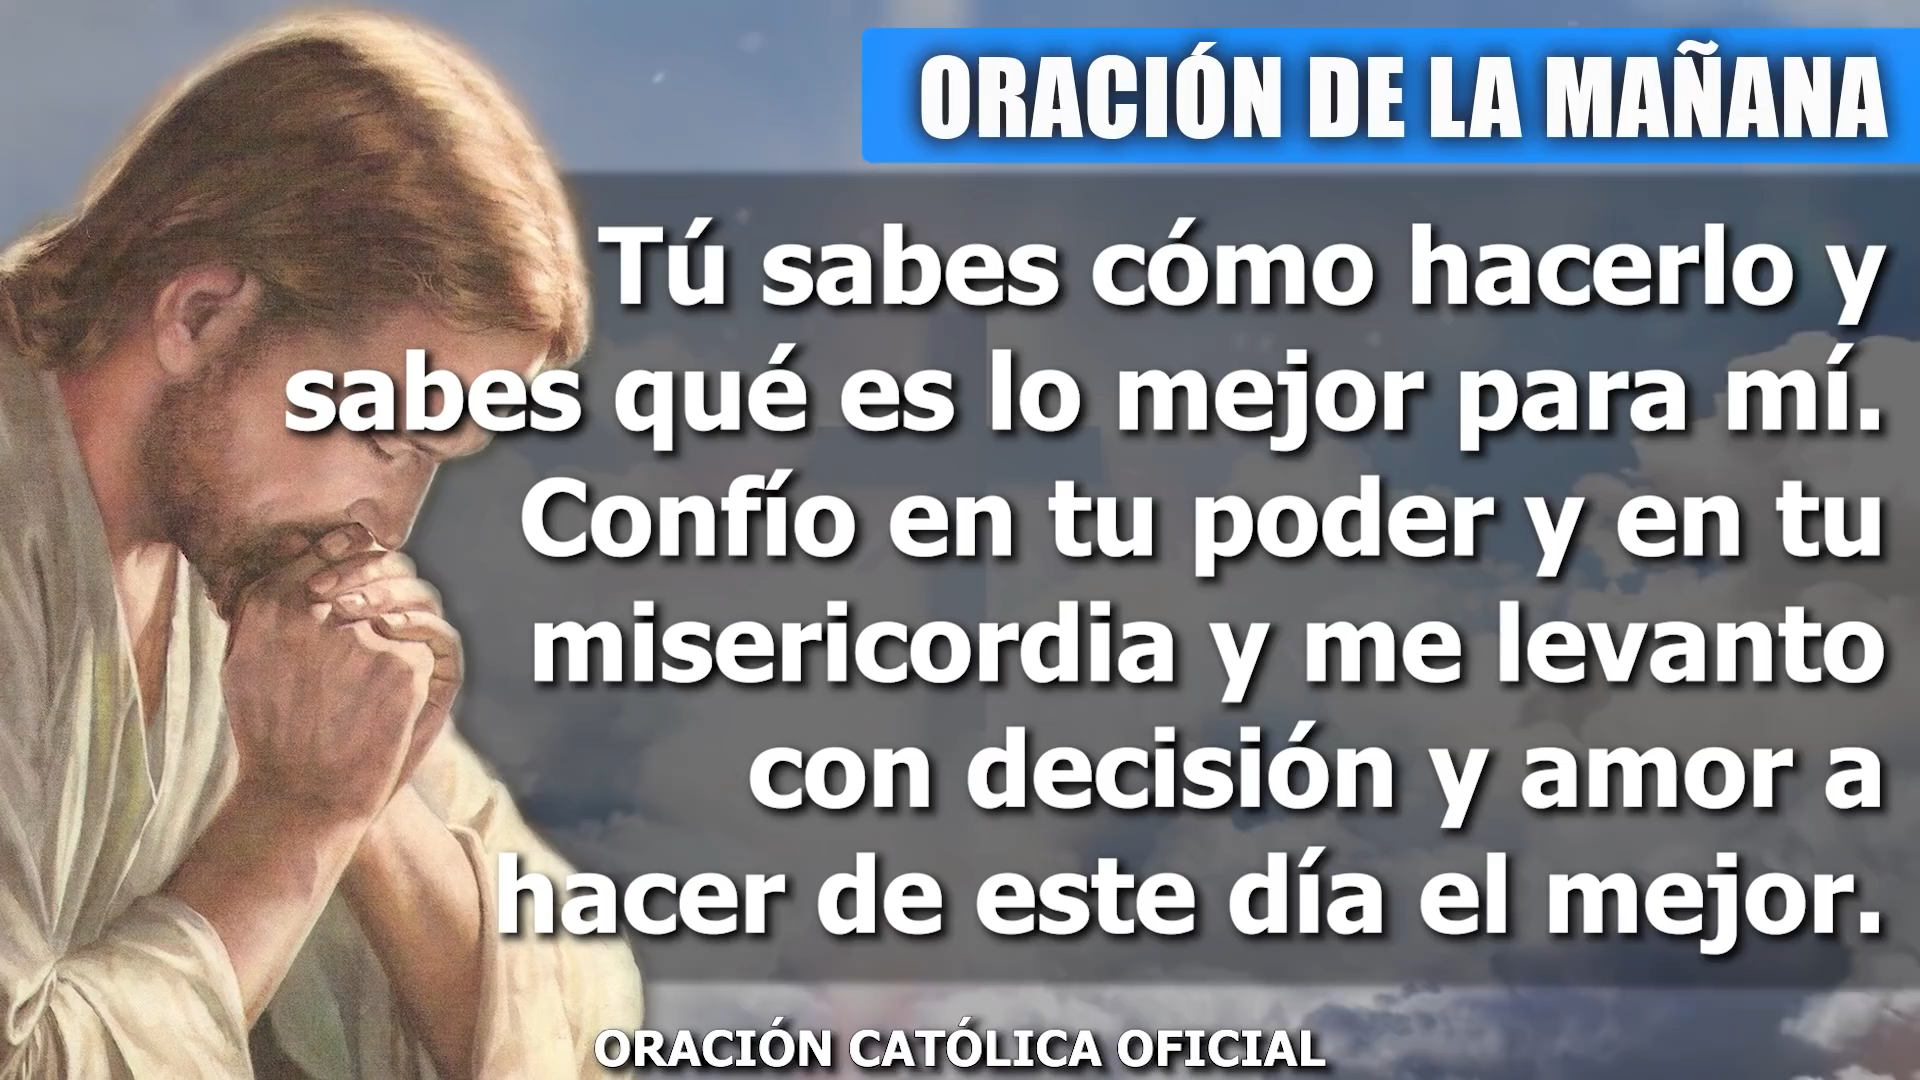 ORACIÓN DE LA MAÑANA
Tú sabes cómo hacerlo y
sabes qué es lo mejor para mí.
Confío en tu poder y en tu
misericordia y me levanto
con decisión y amor a
hacer de este día el mejor.
ORACIÓN CATÓLICA OFICIAL